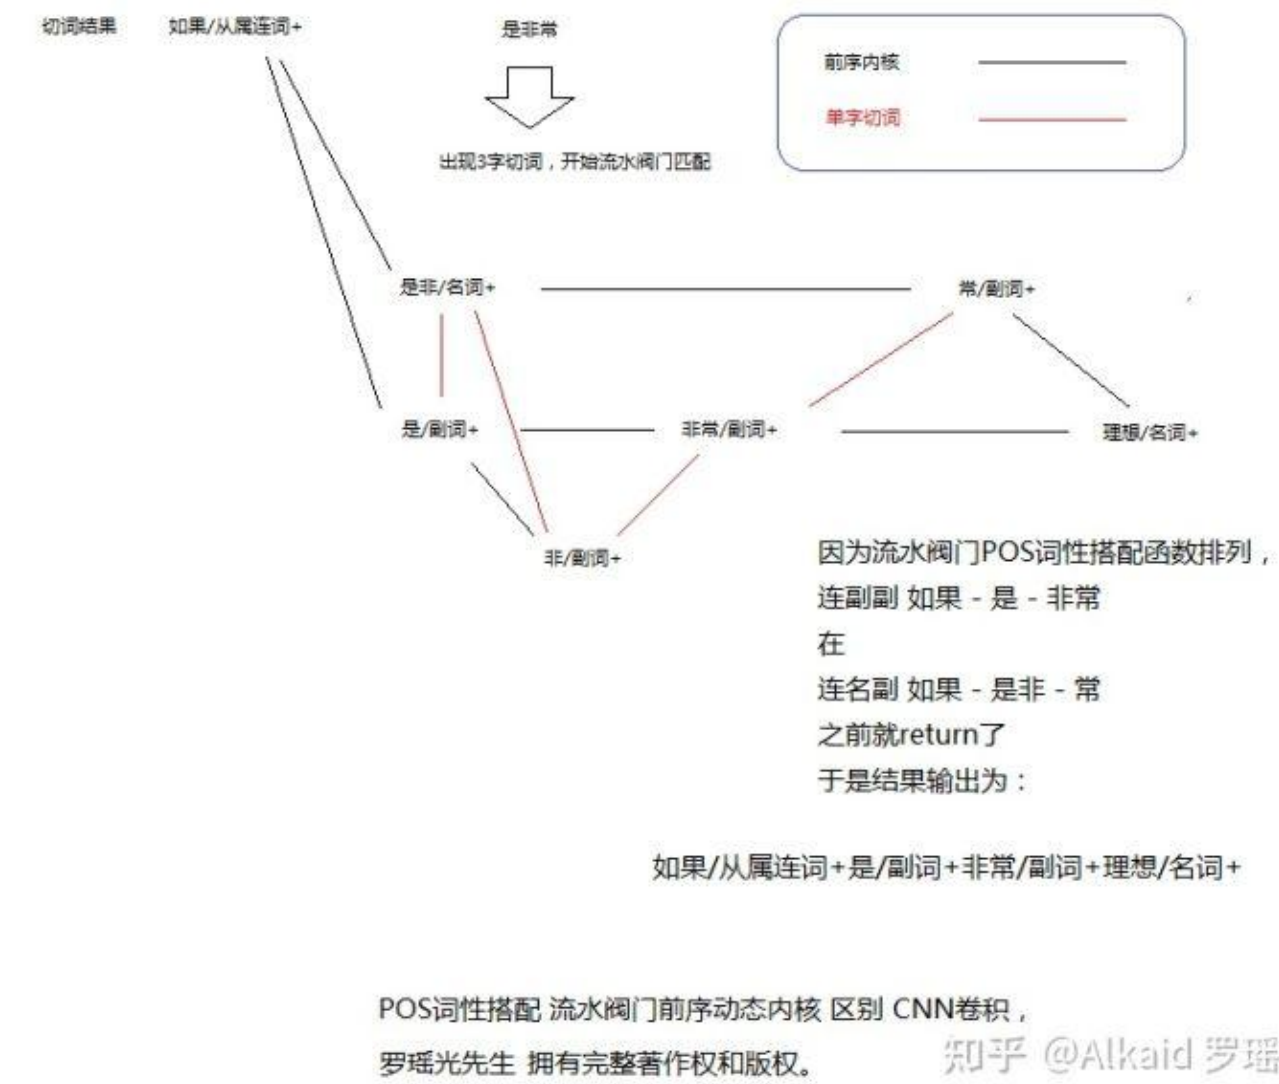 切词结果 如果/从属连词+ 是非常
前序内核
单字切词
出现3字切词，开始流水阀门匹配
是非/名词+ 常/副词+
是/副词+ 非常/副词+ 理想/名词+
非/副词+
因为流水阀门POS词性搭配函数排列，
连副副 如果 - 是 - 非常
在
连名副 如果 - 是非 - 常
之前就return了
于是结果输出为：
如果/从属连词+是/副词+非常/副词+理想/名词+
POS词性搭配 流水阀门前序动态内核 区别 CNN卷积，
罗瑶光先生 拥有完整著作权和版权。
知乎 @Alkaid 罗瑶